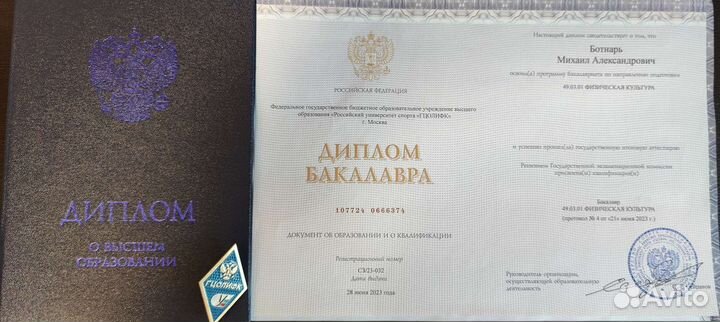 ДИПЛОМ
О ВЫСШЕМ
ОБРАЗОВАНИИ
ГЦОЛИФК
РОССИЙСКАЯ ФЕДЕРАЦИЯ
Федеральное государственное бюджетное образовательное учреждение высшего
образования «Российский университет спорта «ГЦОЛИФК»
г. Москва
ДИПЛОМ
БАКАЛАВРА
107724 0666374
ДОКУМЕНТ ОБ ОБРАЗОВАНИИ И О КВАЛИФИКАЦИИ
Регистрационный номер
СЗ/23-032
Дата выдачи
28 июня 2023 года
Настоящий диплом свидетельствует о том, что
Ботнарь
Михаил Александрович
освоил(а) программу бакалавриата по направлению подготовки
49.03.01 ФИЗИЧЕСКАЯ КУЛЬТУРА
и успешно прошел(ла) государственную итоговую аттестацию
Решением Государственной экзаменационной комиссии
присвоена(ы) квалификация(и)
Бакалавр
49.03.01 ФИЗИЧЕСКАЯ КУЛЬТУРА
(протокол № 4 от «21» июня 2023 г.)
Руководитель организации,
осуществляющей образовательную
деятельность
Avito